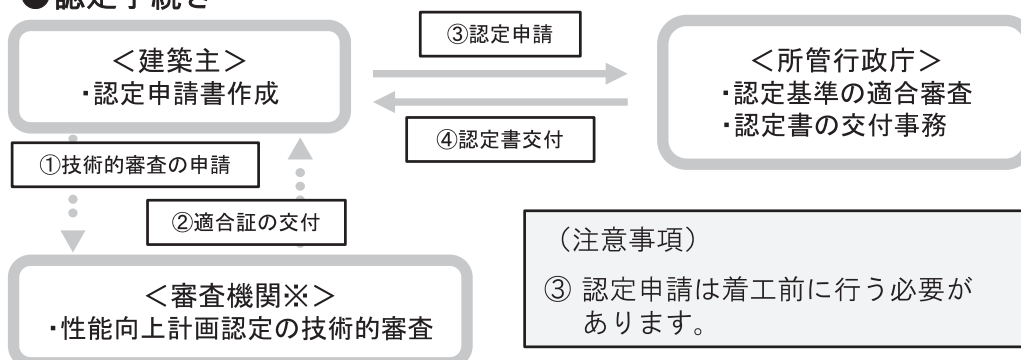 ●認定手続き
<建築主>
・認定申請書作成
③認定申請
<所管行政庁>
・認定基準の適合審査
・認定書の交付事務
④認定書交付
①技術的審査の申請
②適合証の交付
<審査機関※>
・性能向上計画認定の技術的審査
（注意事項）
③ 認定申請は着工前に行う必要が
あります。